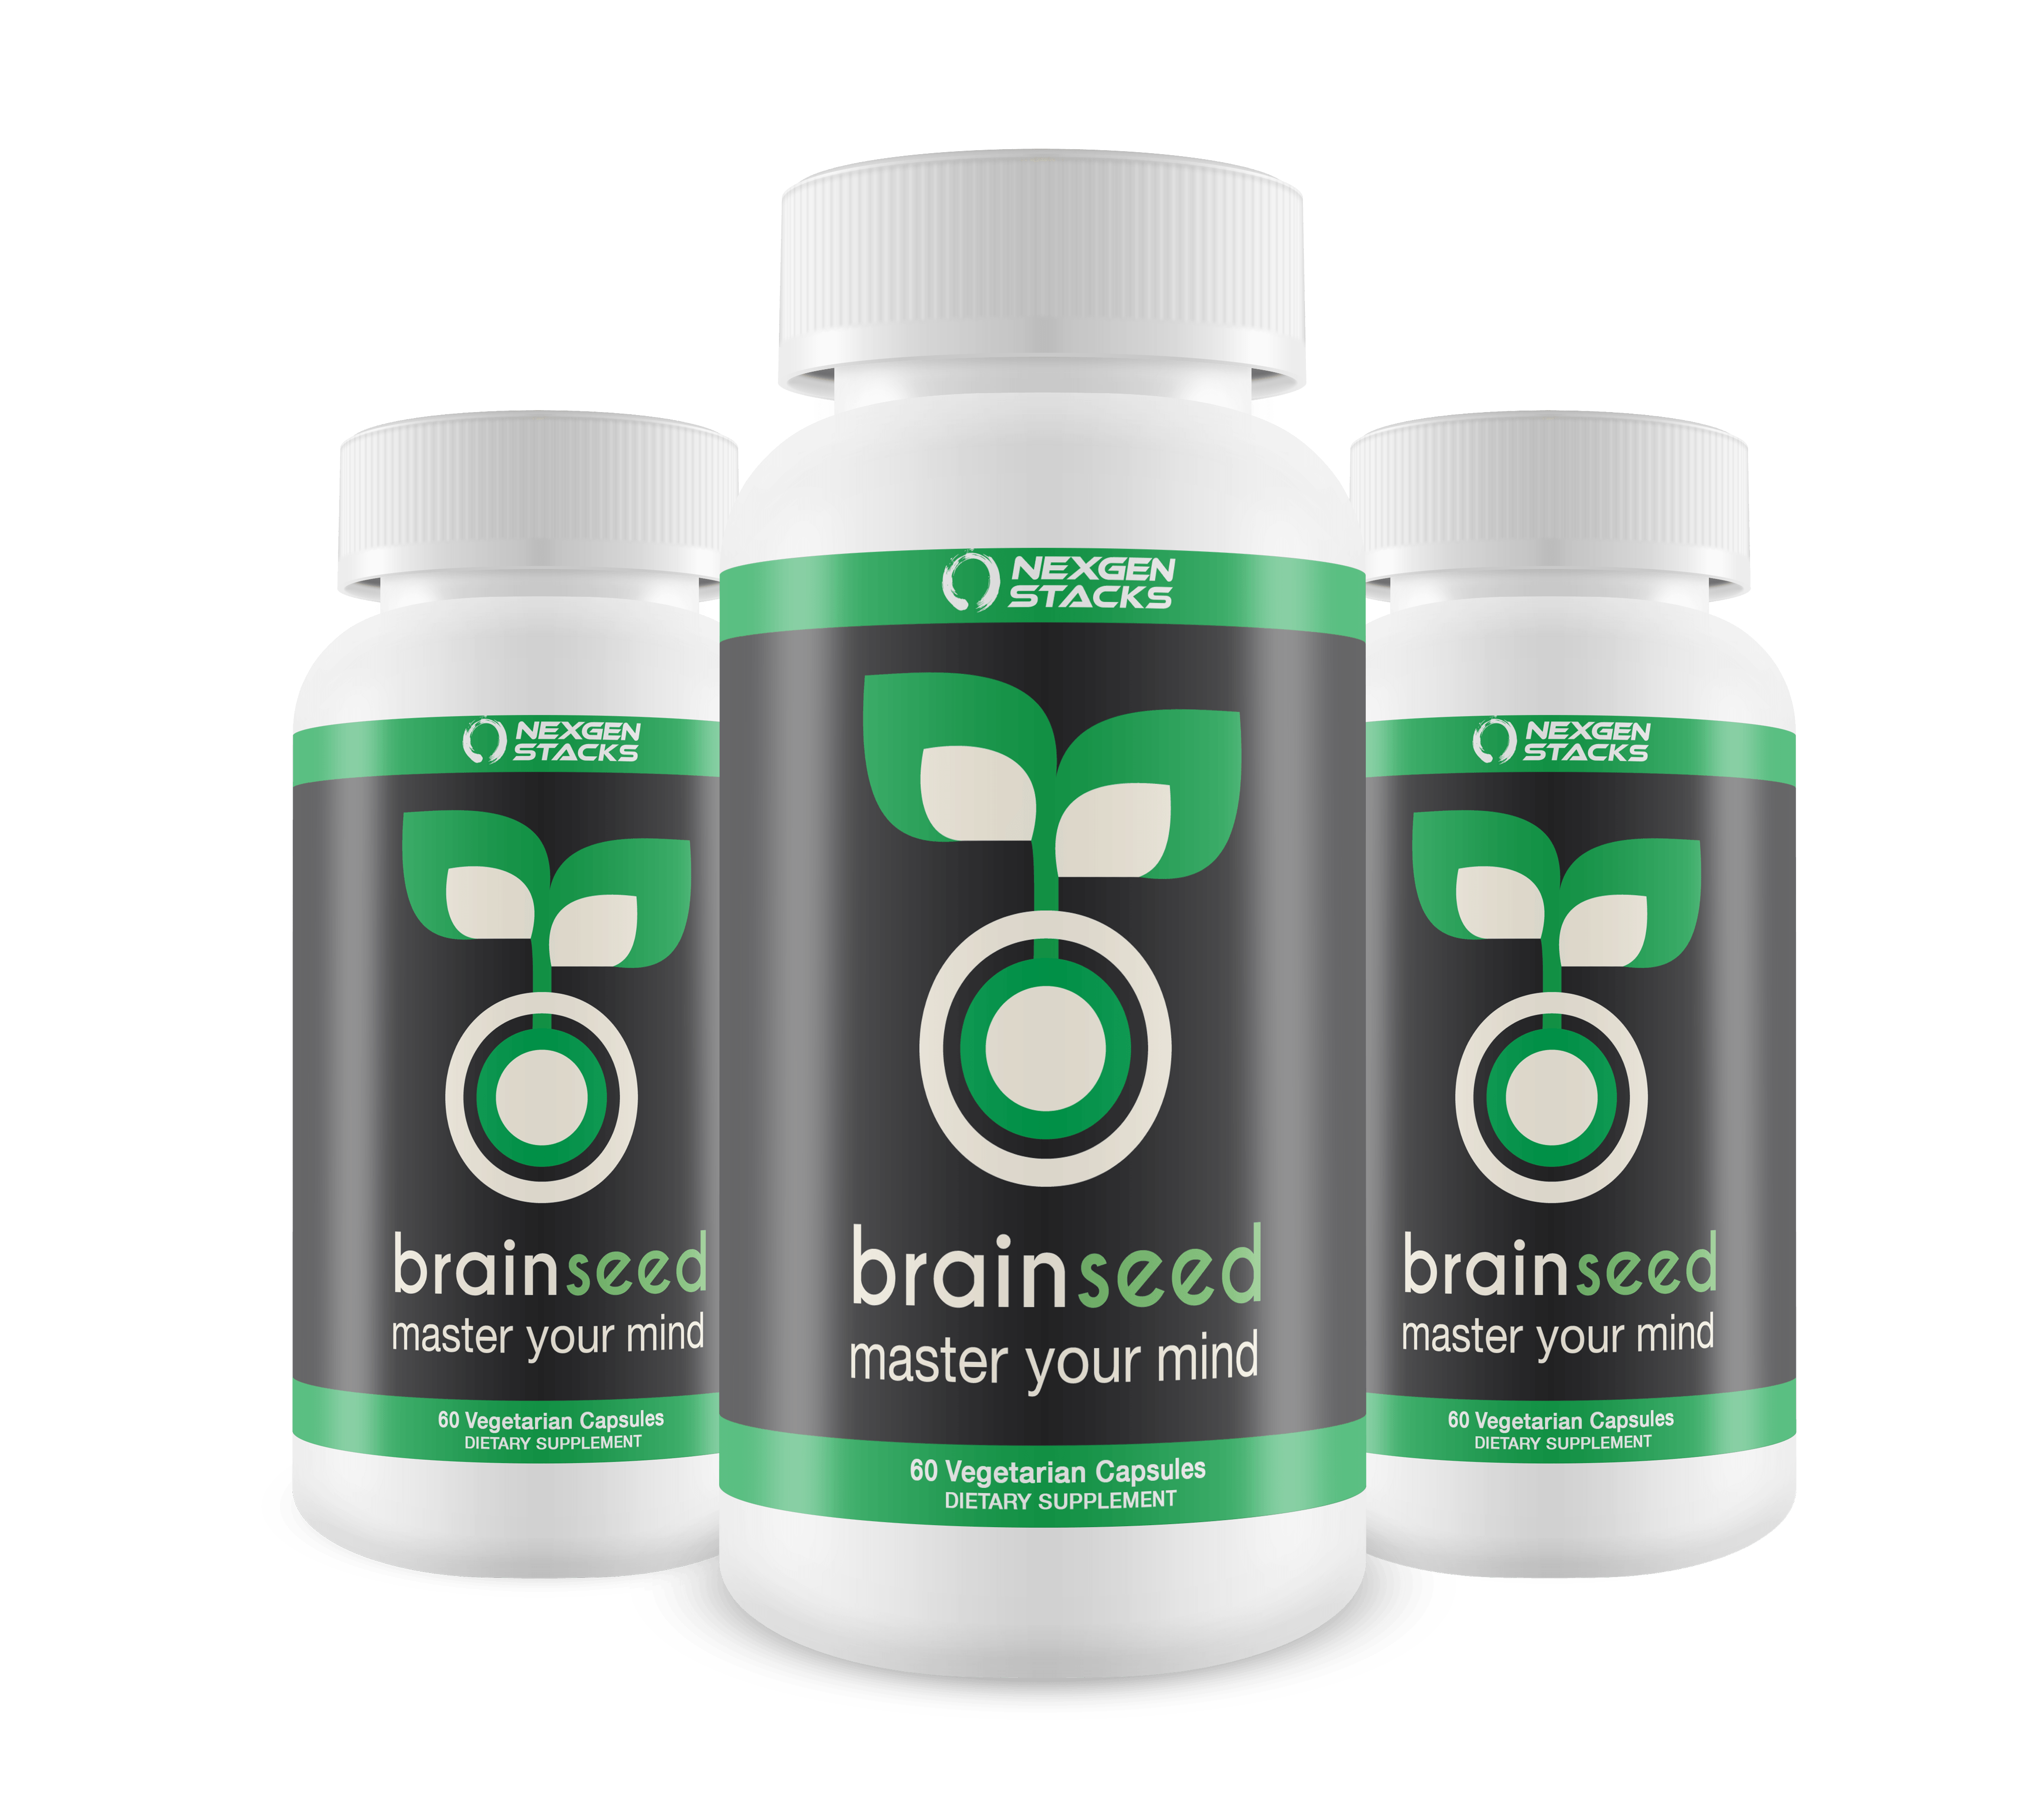 NEXGEN
STACKS
brainseed
master your mind
60 Vegetarian Capsules
DIETARY SUPPLEMENT
NEXGEN
STACKS
brainseed
master your mind
60 Vegetarian Capsules
DIETARY SUPPLEMENT
NEXGEN
STACKS
brainseed
master your mind
60 Vegetarian Capsules
DIETARY SUPPLEMENT